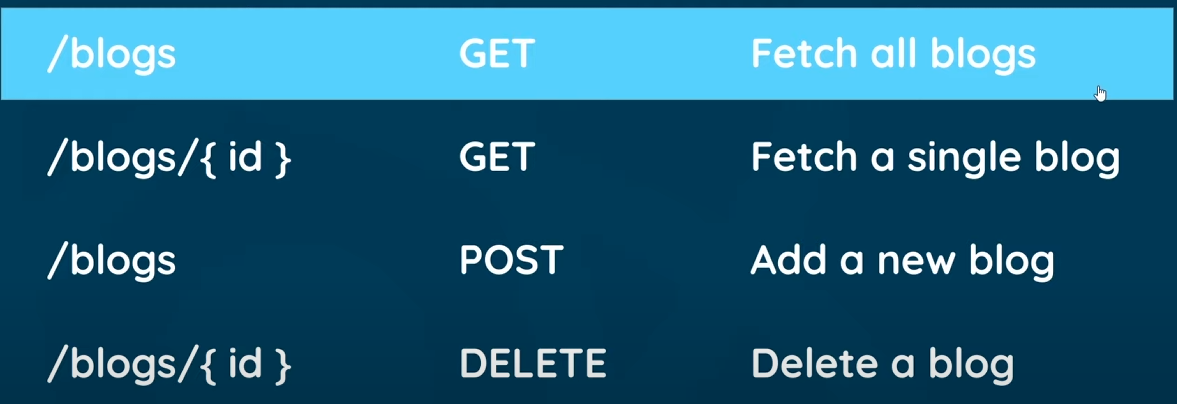 /blogs GET Fetch all blogs
/blogs/{ id } GET Fetch a single blog
/blogs POST Add a new blog
/blogs/{ id } DELETE Delete a blog